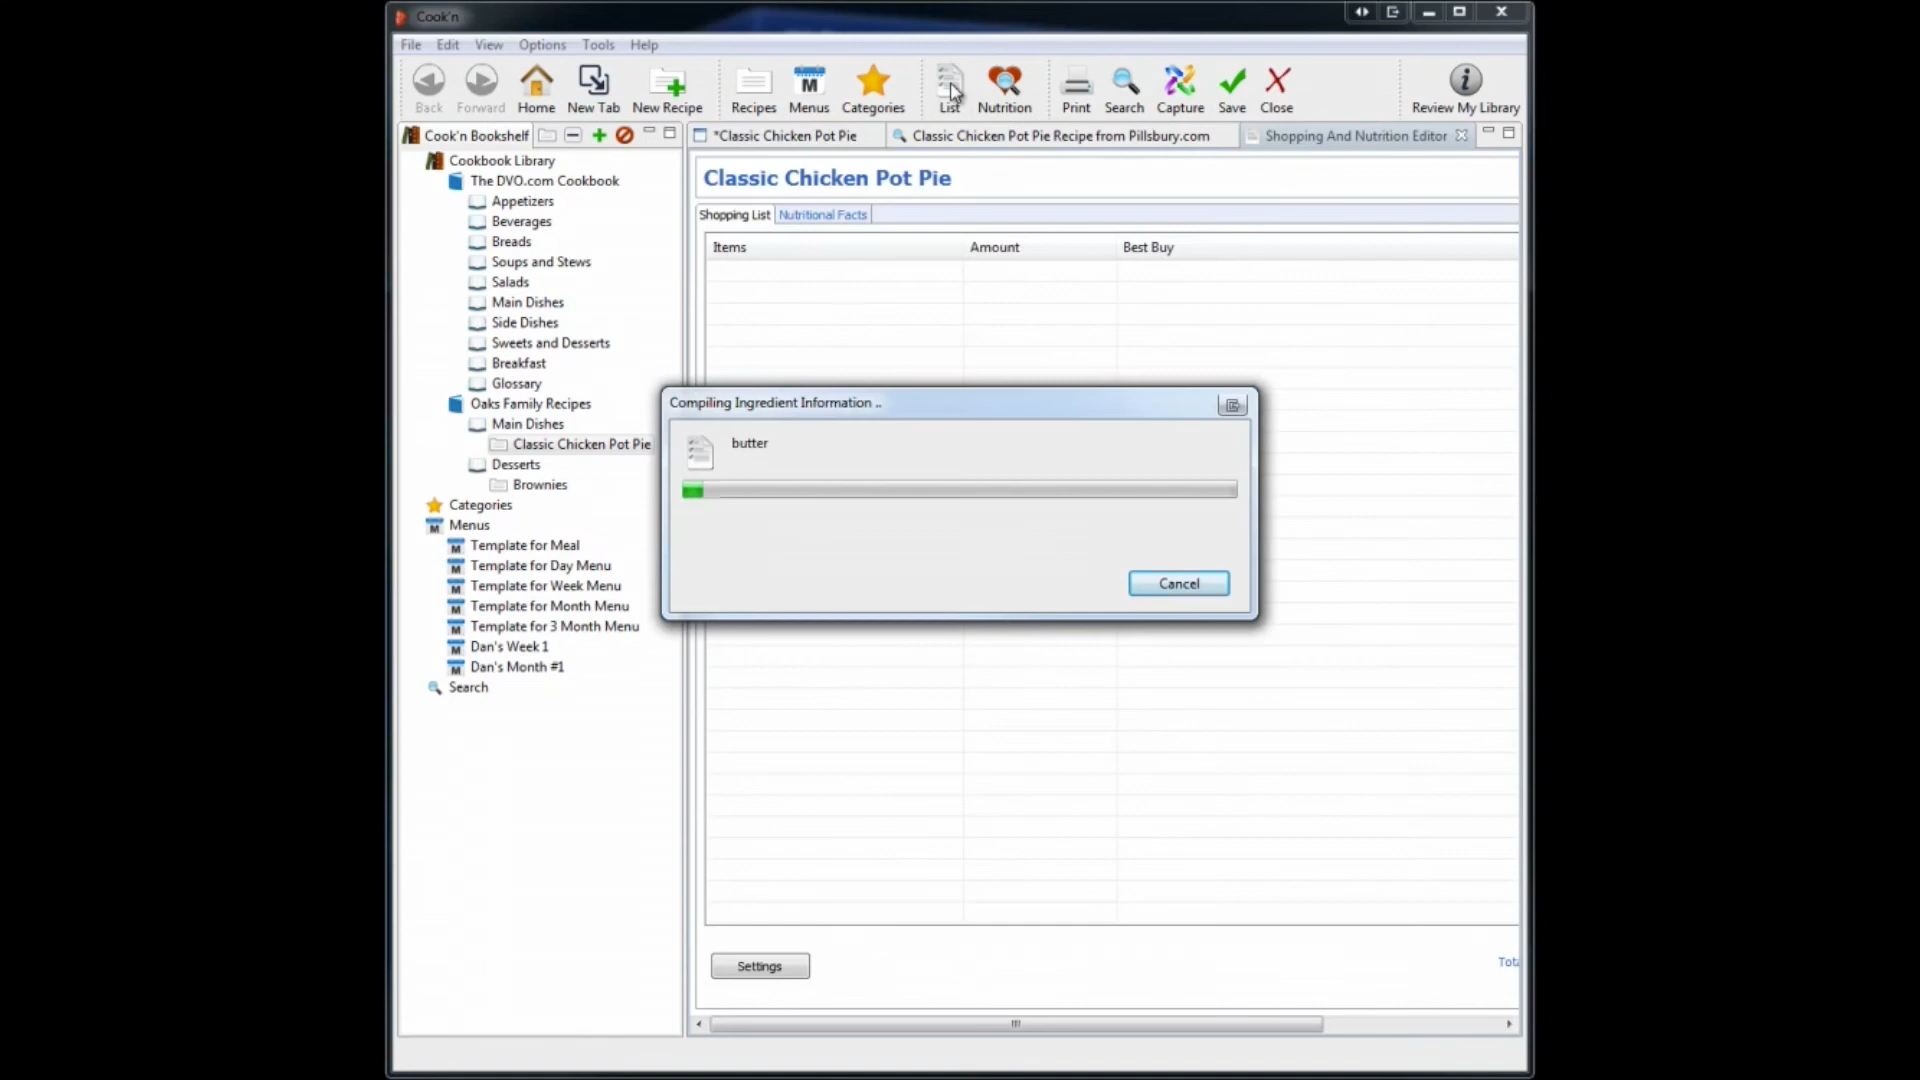 Cook'n
File Edit View Options Tools Help
Back Forward Home New Tab New Recipe Recipes Menus Categories List Nutrition Print Search Capture Save Close Review My Library
Cook'n Bookshelf
*Classic Chicken Pot Pie
Classic Chicken Pot Pie Recipe from Pillsbury.com
Shopping And Nutrition Editor
Cookbook Library
The DVO.com Cookbook
Appetizers
Beverages
Breads
Soups and Stews
Salads
Main Dishes
Side Dishes
Sweets and Desserts
Breakfast
Glossary
Oaks Family Recipes
Main Dishes
Classic Chicken Pot Pie
Desserts
Brownies
Categories
Menus
Template for Meal
Template for Day Menu
Template for Week Menu
Template for Month Menu
Template for 3 Month Menu
Dan's Week 1
Dan's Month #1
Search
Classic Chicken Pot Pie
Shopping List Nutritional Facts
Items Amount Best Buy
Compiling Ingredient Information ..
butter
Cancel
Settings